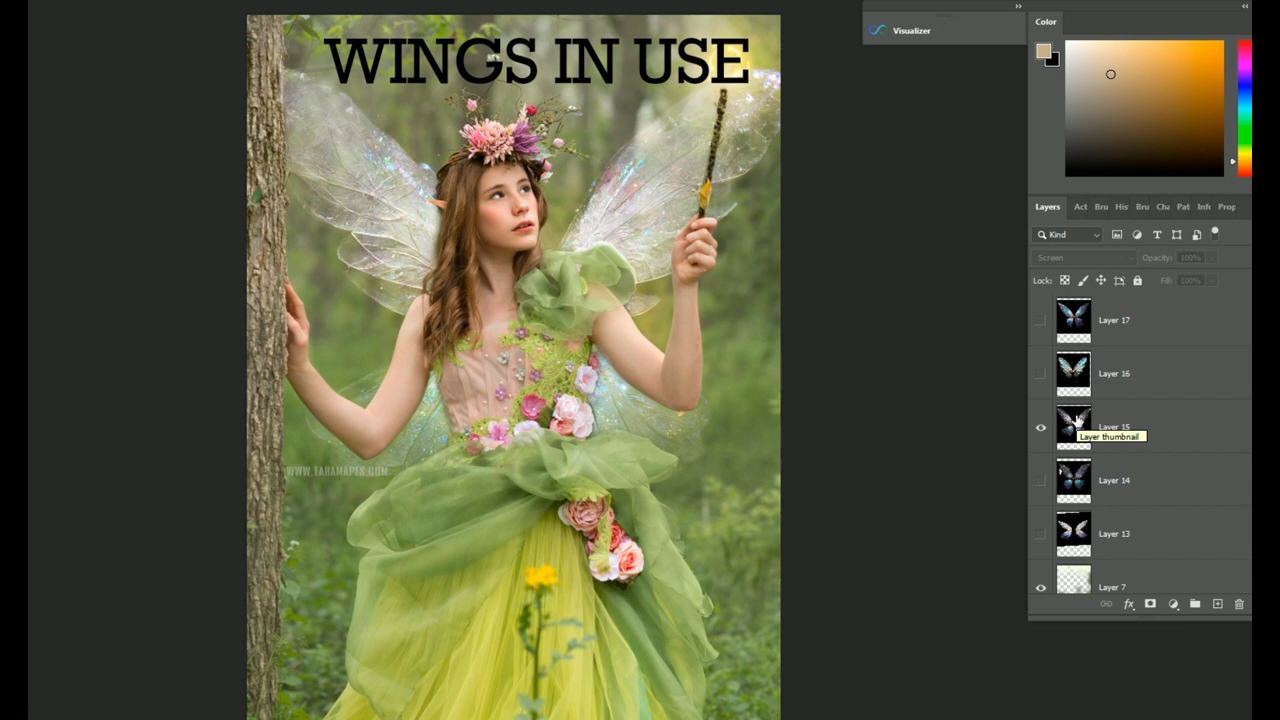 WINGS IN USE
WWW.TARAMAPES.COM
Visualizer
Color
Layers Act Bru His Bru Cha Pat Info Prop
Kind
Screen Opacity: 100%
Lock: Fill: 100%
Layer 17
Layer 16
Layer 15
Layer thumbnail
Layer 14
Layer 13
Layer 7
fx